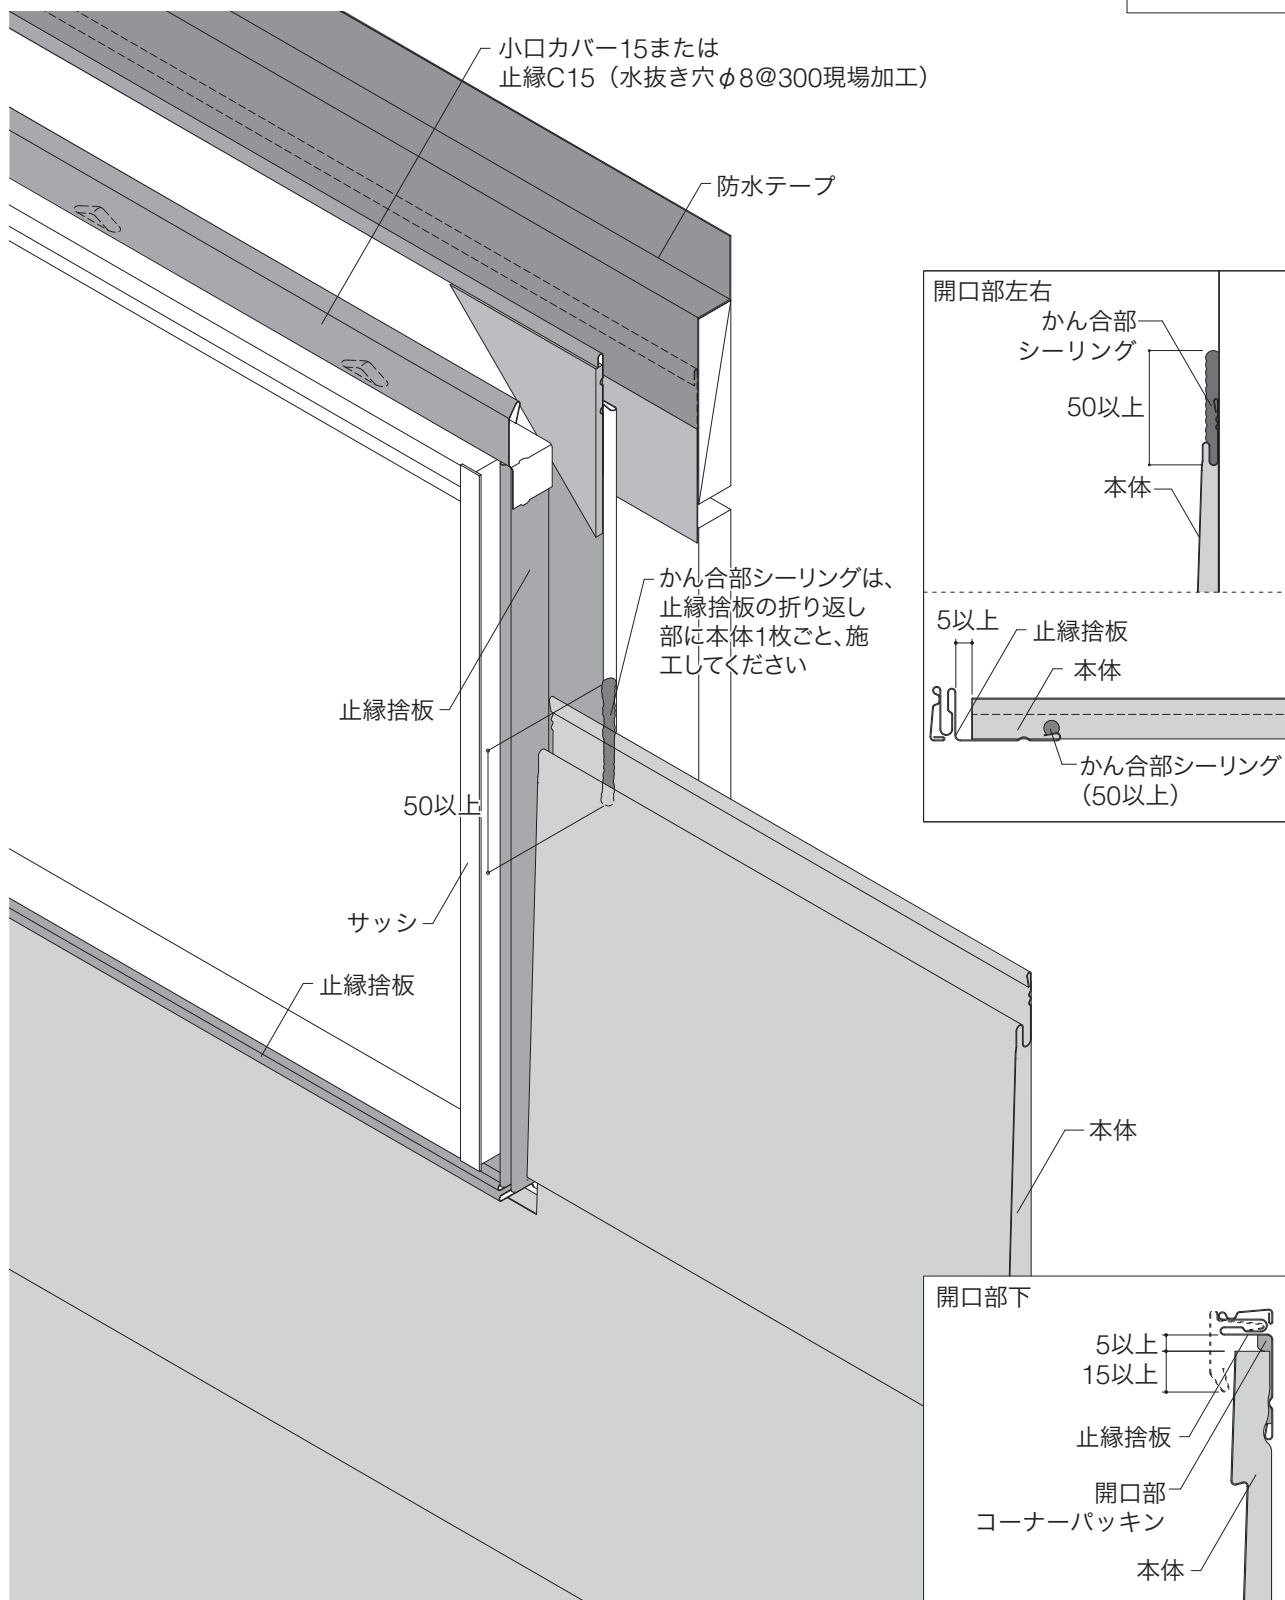 小口カバー15または
止縁C15（水抜き穴φ8@300現場加工）
防水テープ
かん合部シーリングは、
止縁捨板の折り返し
部に本体1枚ごと、施
工してください
止縁捨板
50以上
サッシ
止縁捨板
本体
開口部左右
かん合部
シーリング
50以上
本体
5以上
止縁捨板
本体
かん合部シーリング
（50以上）
開口部下
5以上
15以上
止縁捨板
開口部
コーナーパッキン
本体